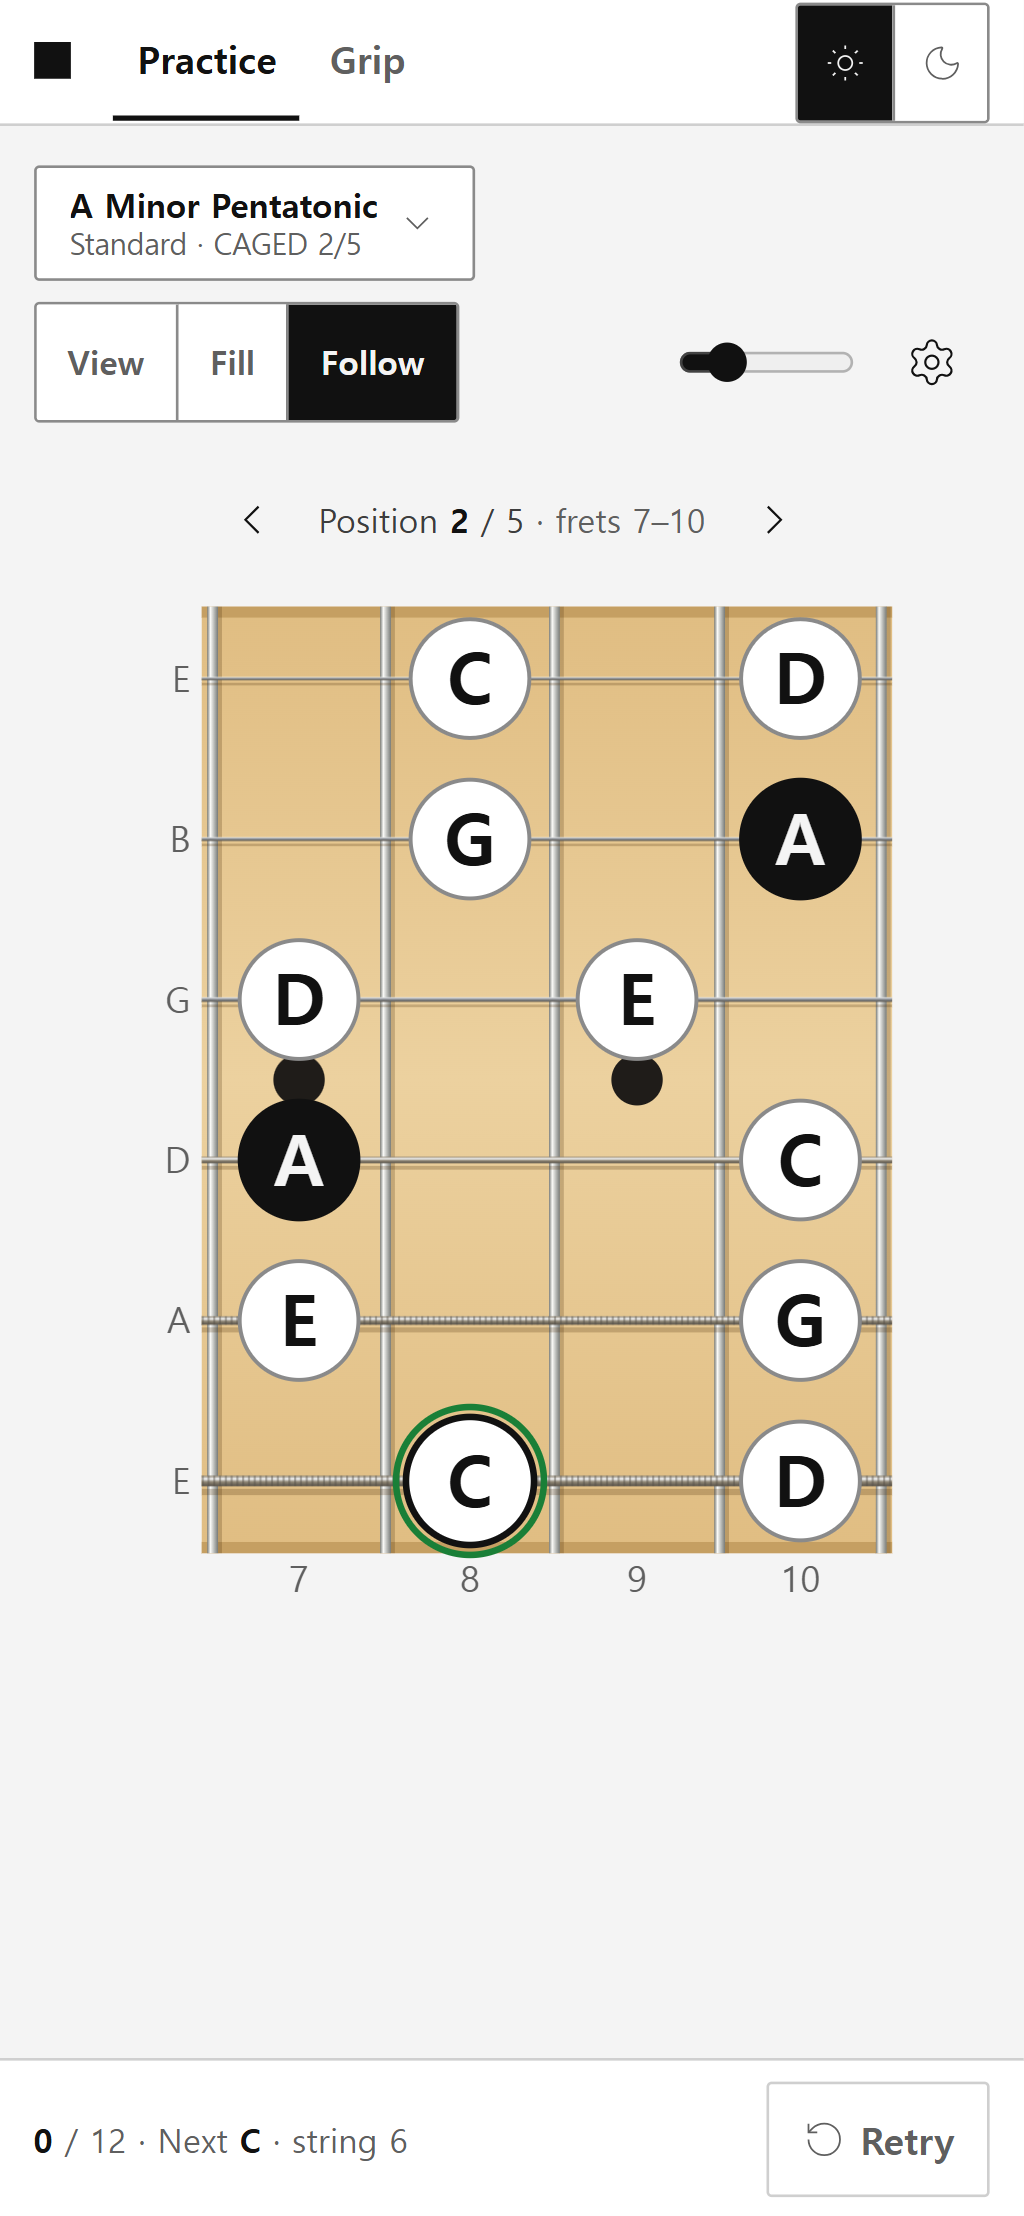 Practice Grip
A Minor Pentatonic
Standard · CAGED 2/5
View Fill Follow
Position 2 / 5 · frets 7–10
E C D
B G A
G D E
D A C
A E G
E C D
7 8 9 10
0 / 12 · Next C · string 6
Retry